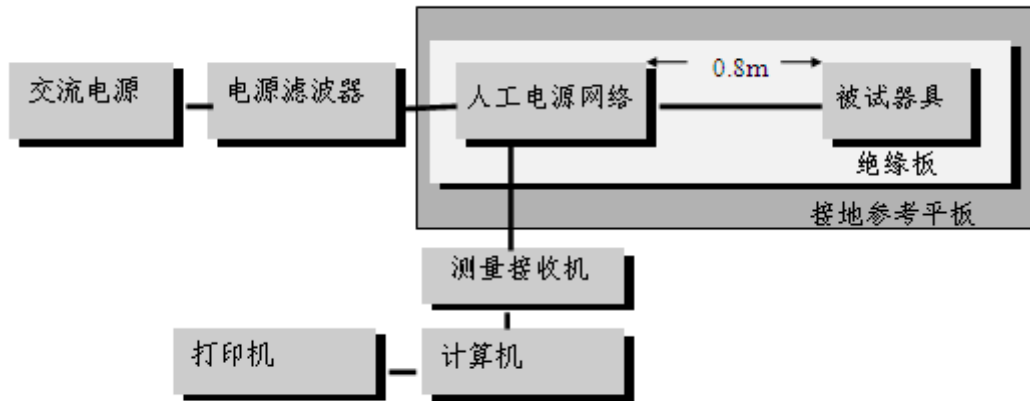 交流电源
电源滤波器
人工电源网络
0.8m
被试器具
绝缘板
接地参考平板
测量接收机
打印机
计算机